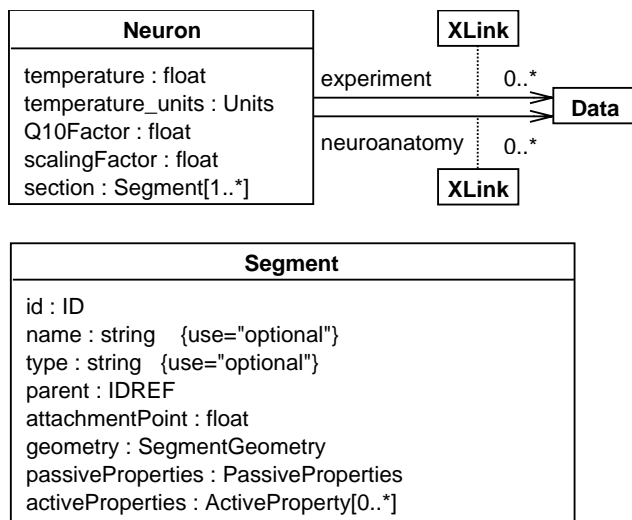 Neuron
temperature : float
temperature_units : Units
Q10Factor : float
scalingFactor : float
section : Segment[1..*]
XLink
experiment
0..*
Data
neuroanatomy
0..*
XLink
Segment
id : ID
name : string {use="optional"}
type : string {use="optional"}
parent : IDREF
attachmentPoint : float
geometry : SegmentGeometry
passiveProperties : PassiveProperties
activeProperties : ActiveProperty[0..*]